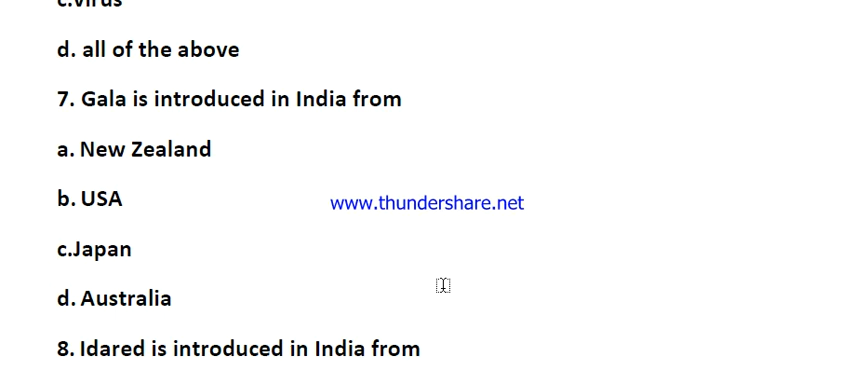 c.virus
d. all of the above
7. Gala is introduced in India from
a. New Zealand
b. USA
www.thundershare.net
c.Japan
d. Australia
8. Idared is introduced in India from